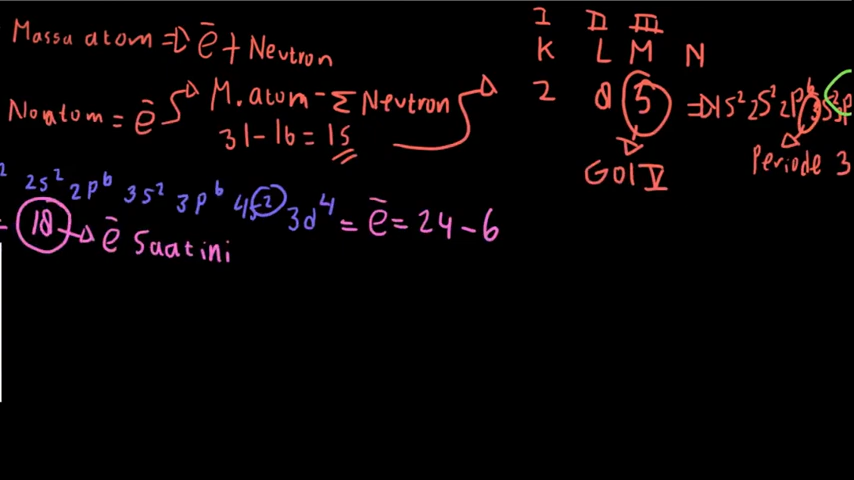 Massa atom => ē + Neutron
No atom = ē
M. atom - Σ Neutron
31 - 16 = 15
I II III
K L M N
2 8 5 => 1S² 2S² 2P⁶ 3S²
Gol V
Periode 3
2S² 2P⁶ 3S² 3P⁶ 4S² 3d⁴ = ē = 24 - 6
18 → ē Saatini